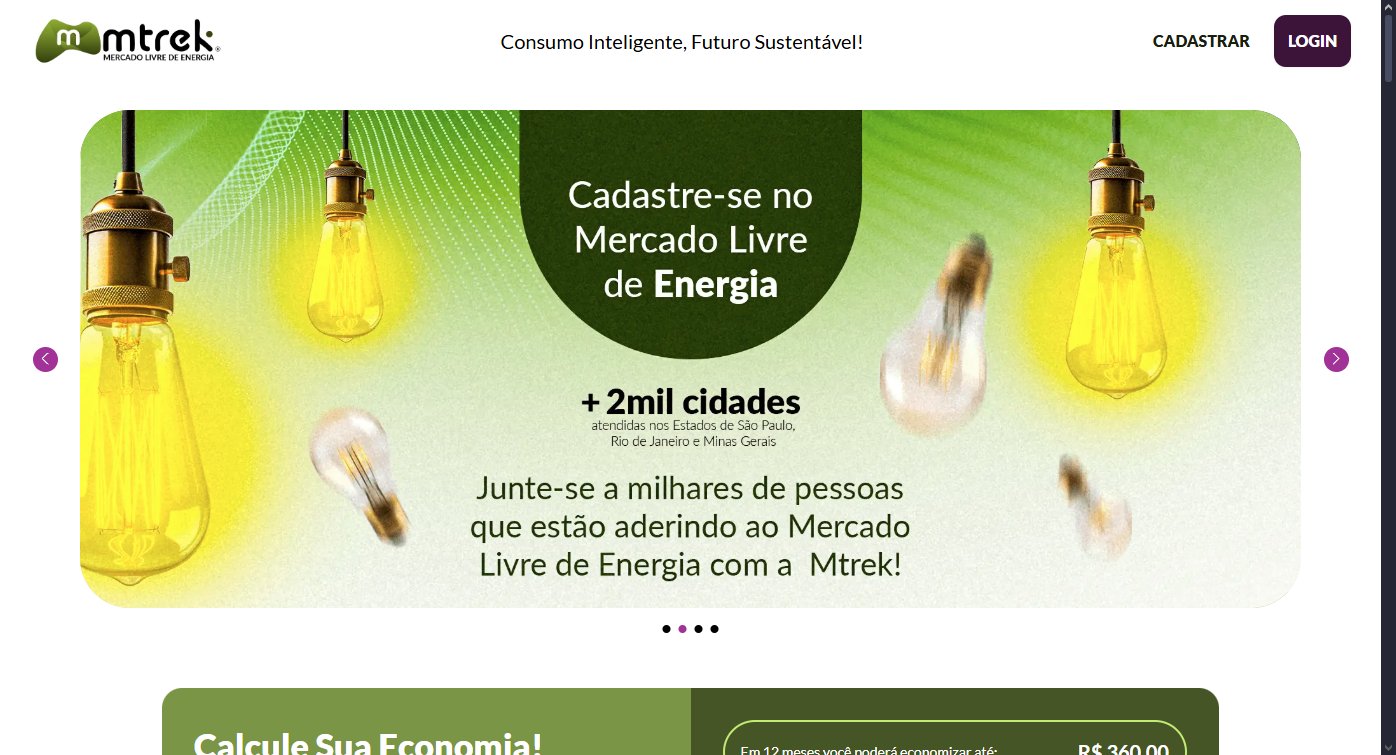 m mtrek®
MERCADO LIVRE DE ENERGIA
Consumo Inteligente, Futuro Sustentável!
CADASTRAR
LOGIN
Cadastre-se no
Mercado Livre
de Energia
+ 2mil cidades
atendidas nos Estados de São Paulo,
Rio de Janeiro e Minas Gerais
Junte-se a milhares de pessoas
que estão aderindo ao Mercado
Livre de Energia com a Mtrek!
Calcule Sua Economia!
Em 12 meses você poderá economizar até:
R$ 360,00